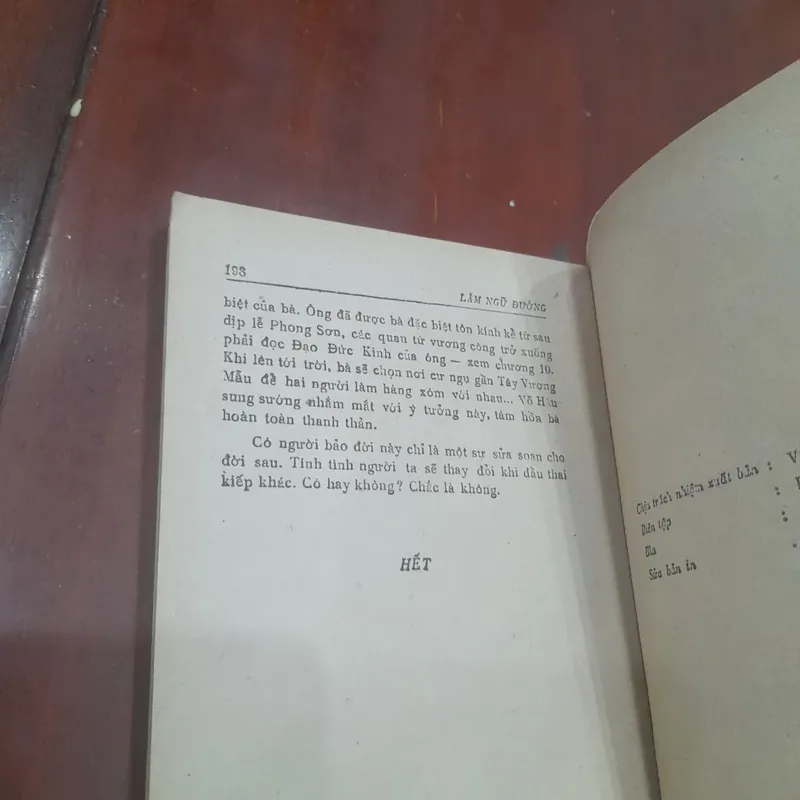 193
LÂM NGỮ ĐƯỜNG
biệt của bà. Ông đã được bà đặc biệt tôn kính kể từ sau
dịp lễ Phong Sơn, các quan từ vương công trở xuống
phải đọc Đạo Đức Kinh của ông — xem chương 10.
Khi lên tới trời, bà sẽ chọn nơi cư ngụ gần Tây Vương
Mẫu để hai người làm hàng xóm với nhau... Võ Hậu
sung sướng nhắm mắt với ý tưởng này, tâm hồn bà
hoàn toàn thanh thản.
Có người bảo đời này chỉ là một sự sửa soạn cho
đời sau. Tính tình người ta sẽ thay đổi khi đầu thai
kiếp khác. Có hay không? Chắc là không.
HẾT
Chịu trách nhiệm xuất bản : V
Biên tập :
Bìa :
Sửa bản in